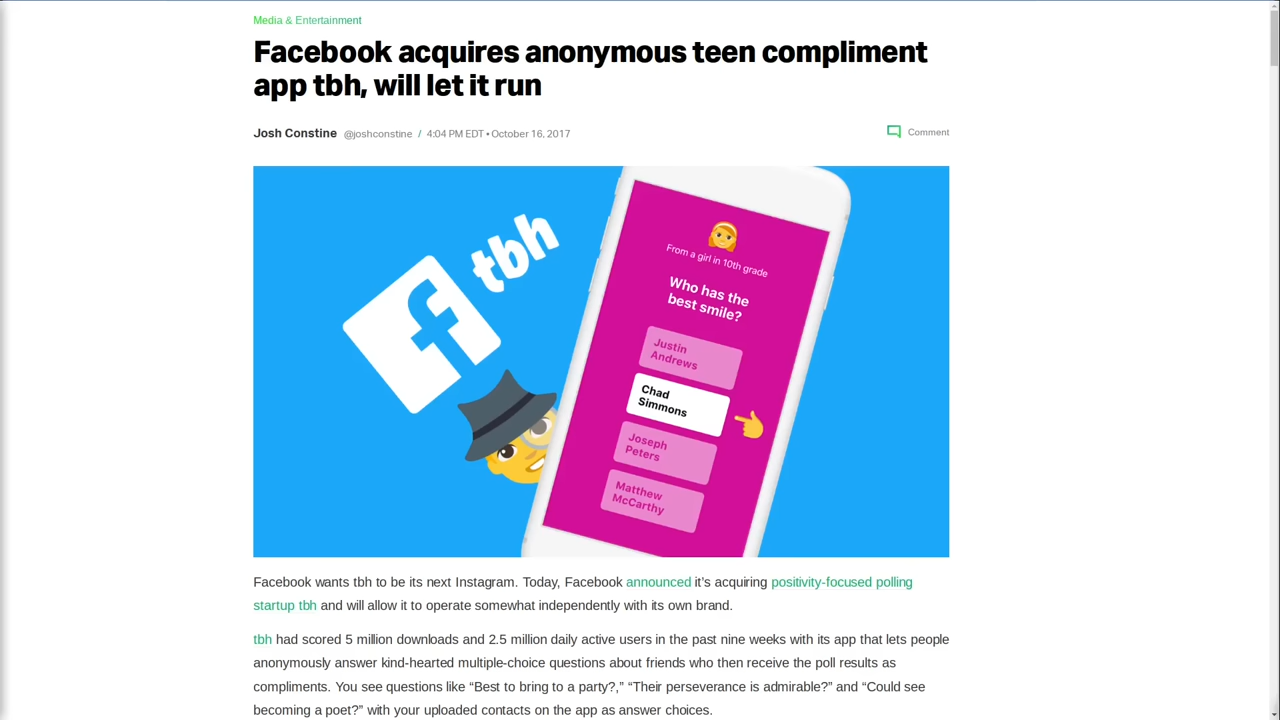 Media & Entertainment
Facebook acquires anonymous teen compliment
app tbh, will let it run
Josh Constine @joshconstine / 4:04 PM EDT • October 16, 2017
Comment
f
tbh
From a girl in 10th grade
Who has the
best smile?
Justin
Andrews
Chad
Simmons
Joseph
Peters
Matthew
McCarthy
Facebook wants tbh to be its next Instagram. Today, Facebook announced it’s acquiring positivity-focused polling
startup tbh and will allow it to operate somewhat independently with its own brand.
tbh had scored 5 million downloads and 2.5 million daily active users in the past nine weeks with its app that lets people
anonymously answer kind-hearted multiple-choice questions about friends who then receive the poll results as
compliments. You see questions like “Best to bring to a party?,” “Their perseverance is admirable?” and “Could see
becoming a poet?” with your uploaded contacts on the app as answer choices.